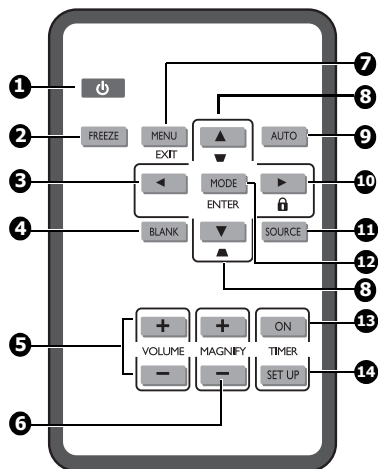 7
8
1
2
FREEZE
MENU
AUTO
9
EXIT
3
MODE
10
ENTER
4
BLANK
SOURCE
11
12
8
5
+
+
ON
13
VOLUME
MAGNIFY
TIMER
−
−
SET UP
14
6